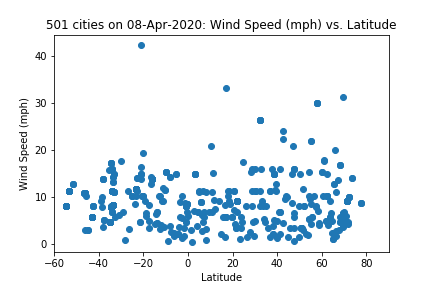 501 cities on 08-Apr-2020: Wind Speed (mph) vs. Latitude
Wind Speed (mph)
40
30
20
10
0
−60 −40 −20 0 20 40 60 80
Latitude